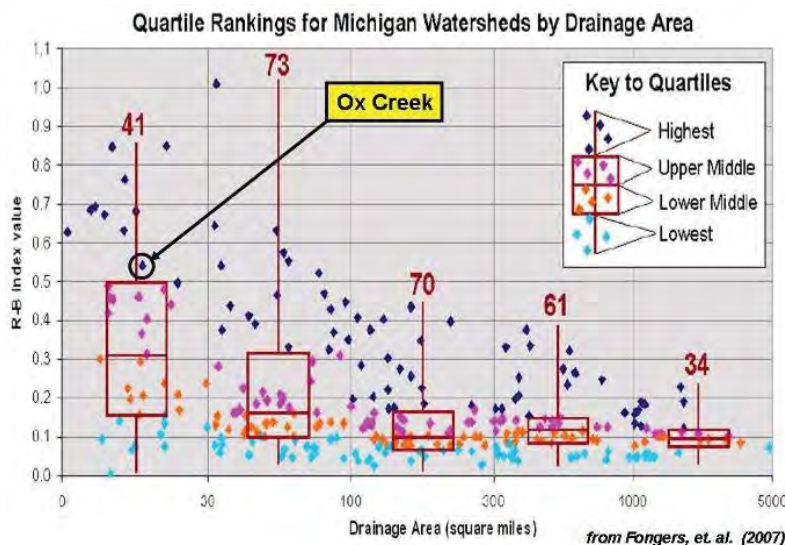 Quartile Rankings for Michigan Watersheds by Drainage Area
R-B Index value
1.1
1.0
0.9
0.8
0.7
0.6
0.5
0.4
0.3
0.2
0.1
0.0
41
73
70
61
34
Ox Creek
Key to Quartiles
Highest
Upper Middle
Lower Middle
Lowest
0 30 100 300 1000 5000
Drainage Area (square miles)
from Fongers, et. al. (2007)